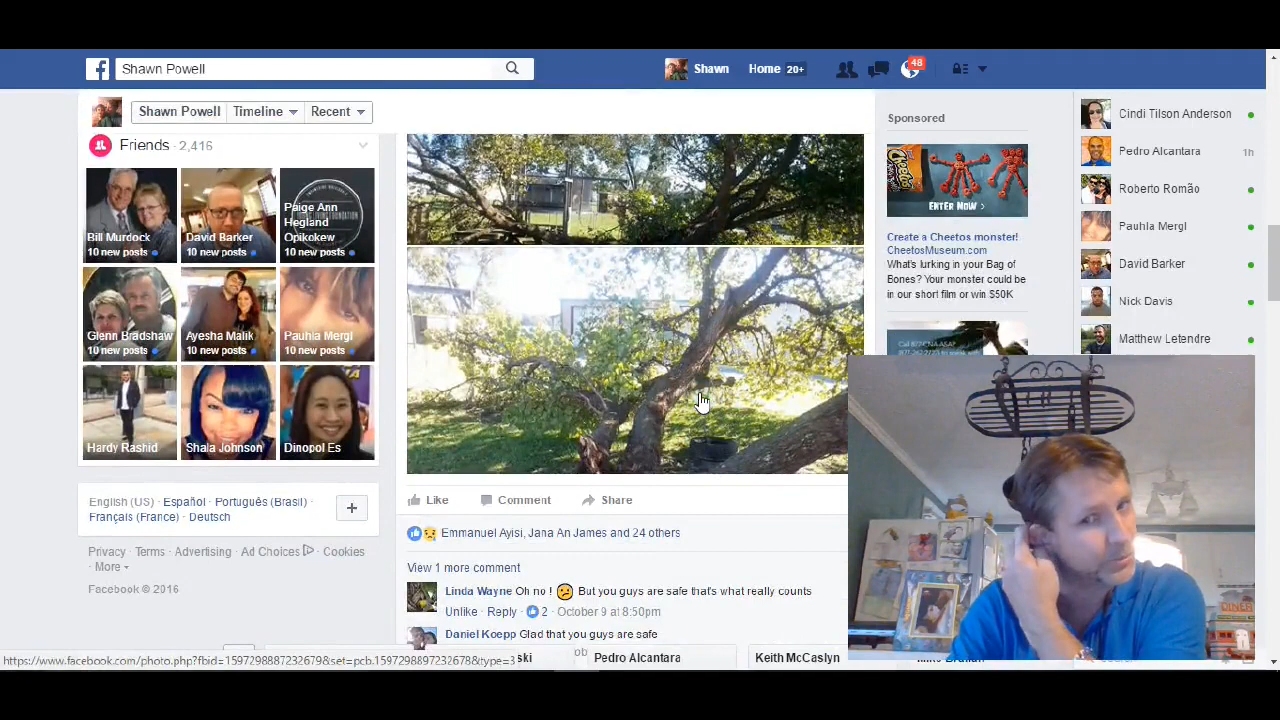 Shawn Powell
Shawn
Home 20+
48
Shawn Powell
Timeline
Recent
Friends · 2,416
Bill Murdock
10 new posts
David Barker
10 new posts
Paige Ann
Hegland
Opikokew
10 new posts
Glenn Bradshaw
10 new posts
Ayesha Malik
10 new posts
Pauhla Mergl
10 new posts
Hardy Rashid
Shala Johnson
Dinopol Es
English (US) · Español · Português (Brasil) ·
Français (France) · Deutsch
Privacy · Terms · Advertising · Ad Choices · Cookies
· More
Facebook © 2016
Like
Comment
Share
Emmanuel Ayisi, Jana An James and 24 others
View 1 more comment
Linda Wayne Oh no ! But you guys are safe that's what really counts
Unlike · Reply · 2 · October 9 at 8:50pm
Daniel Koepp Glad that you guys are safe
Pedro Alcantara
Keith McCaslyn
Sponsored
Cheetos
ENTER NOW >
Create a Cheetos monster!
CheetosMuseum.com
What's lurking in your Bag of
Bones? Your monster could be
in our short film or win $50K
Cindi Tilson Anderson
Pedro Alcantara 1h
Roberto Romão
Pauhla Mergl
David Barker
Nick Davis
Matthew Letendre
DINER
https://www.facebook.com/photo.php?fbid=1597298897232679&set=pcb.1597298897232678&type=3